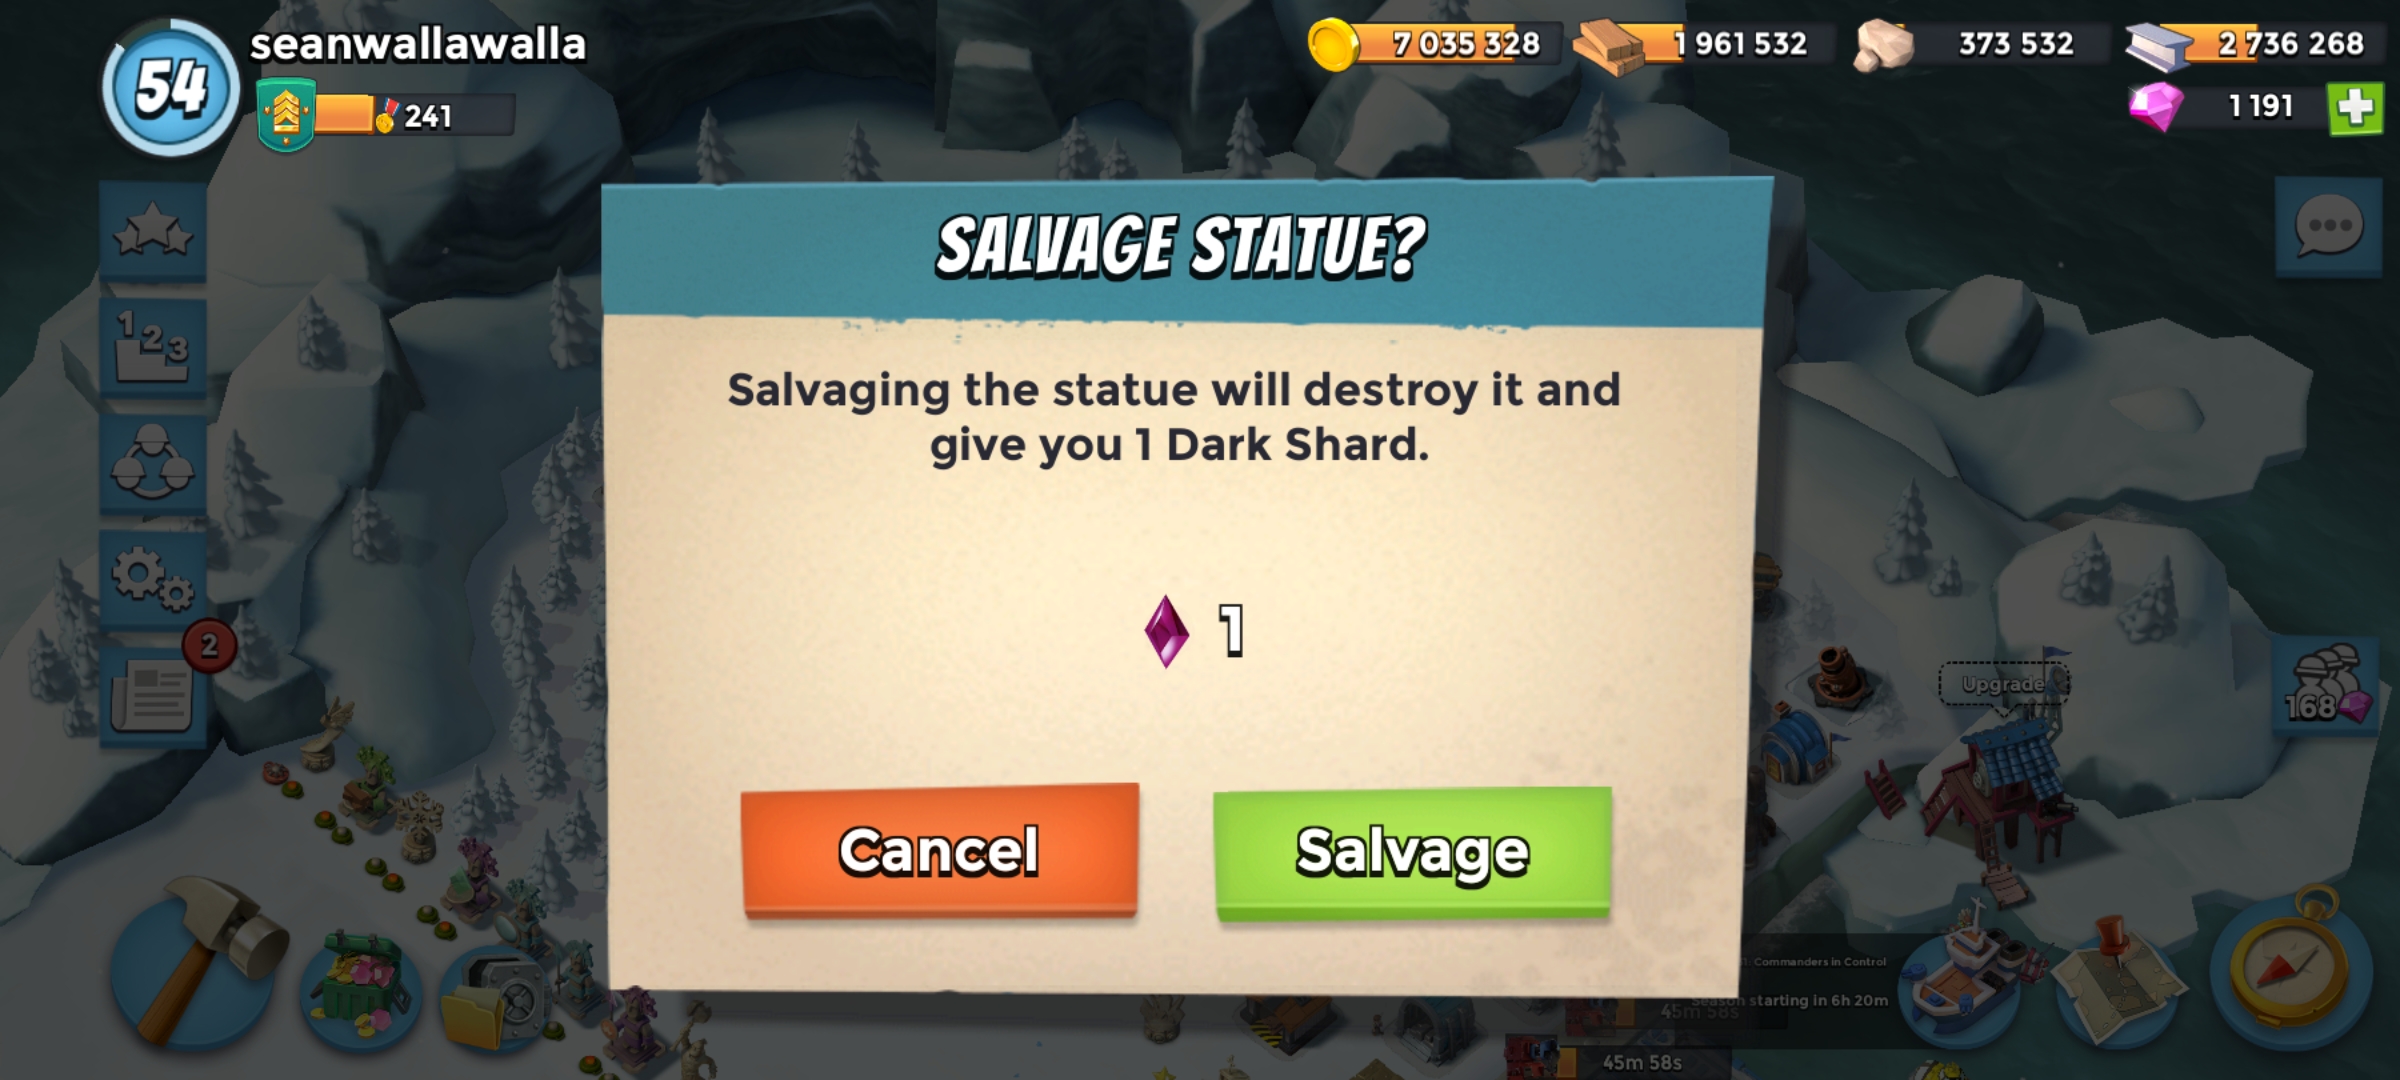 54
seanwallawalla
241
7 035 328
1 961 532
373 532
2 736 268
1 191
1 2 3
2
SALVAGE STATUE?
Salvaging the statue will destroy it and
give you 1 Dark Shard.
1
Cancel
Salvage
Upgrade
168
Commanders in Control
Season starting in 6h 20m
45m 58s
45m 58s